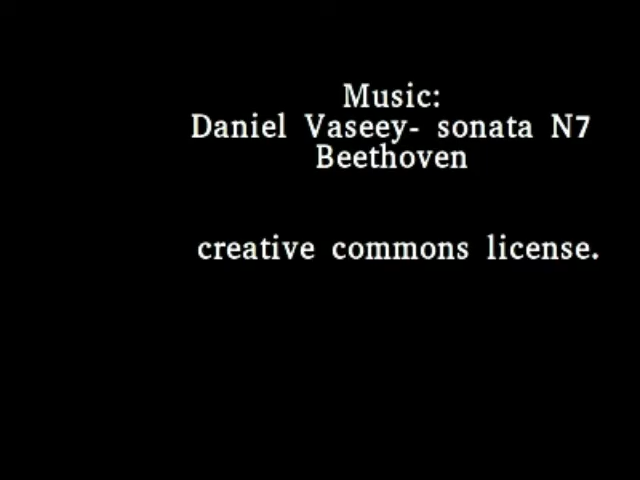 Music:
Daniel Vaseey- sonata N7
Beethoven
creative commons license.